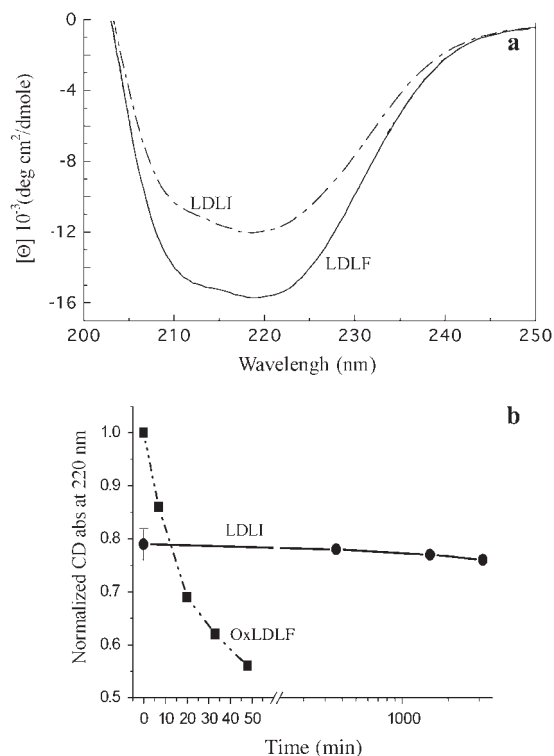 a
0
-4
-8
-12
-16
[Θ] 10⁻³(deg cm²/dmole)
LDLI
LDLF
200 210 220 230 240 250
Wavelengh (nm)
b
1.0
0.9
0.8
0.7
0.6
0.5
Normalized CD abs at 220 nm
LDLI
OxLDLF
0 10 20 30 40 50 1000
Time (min)